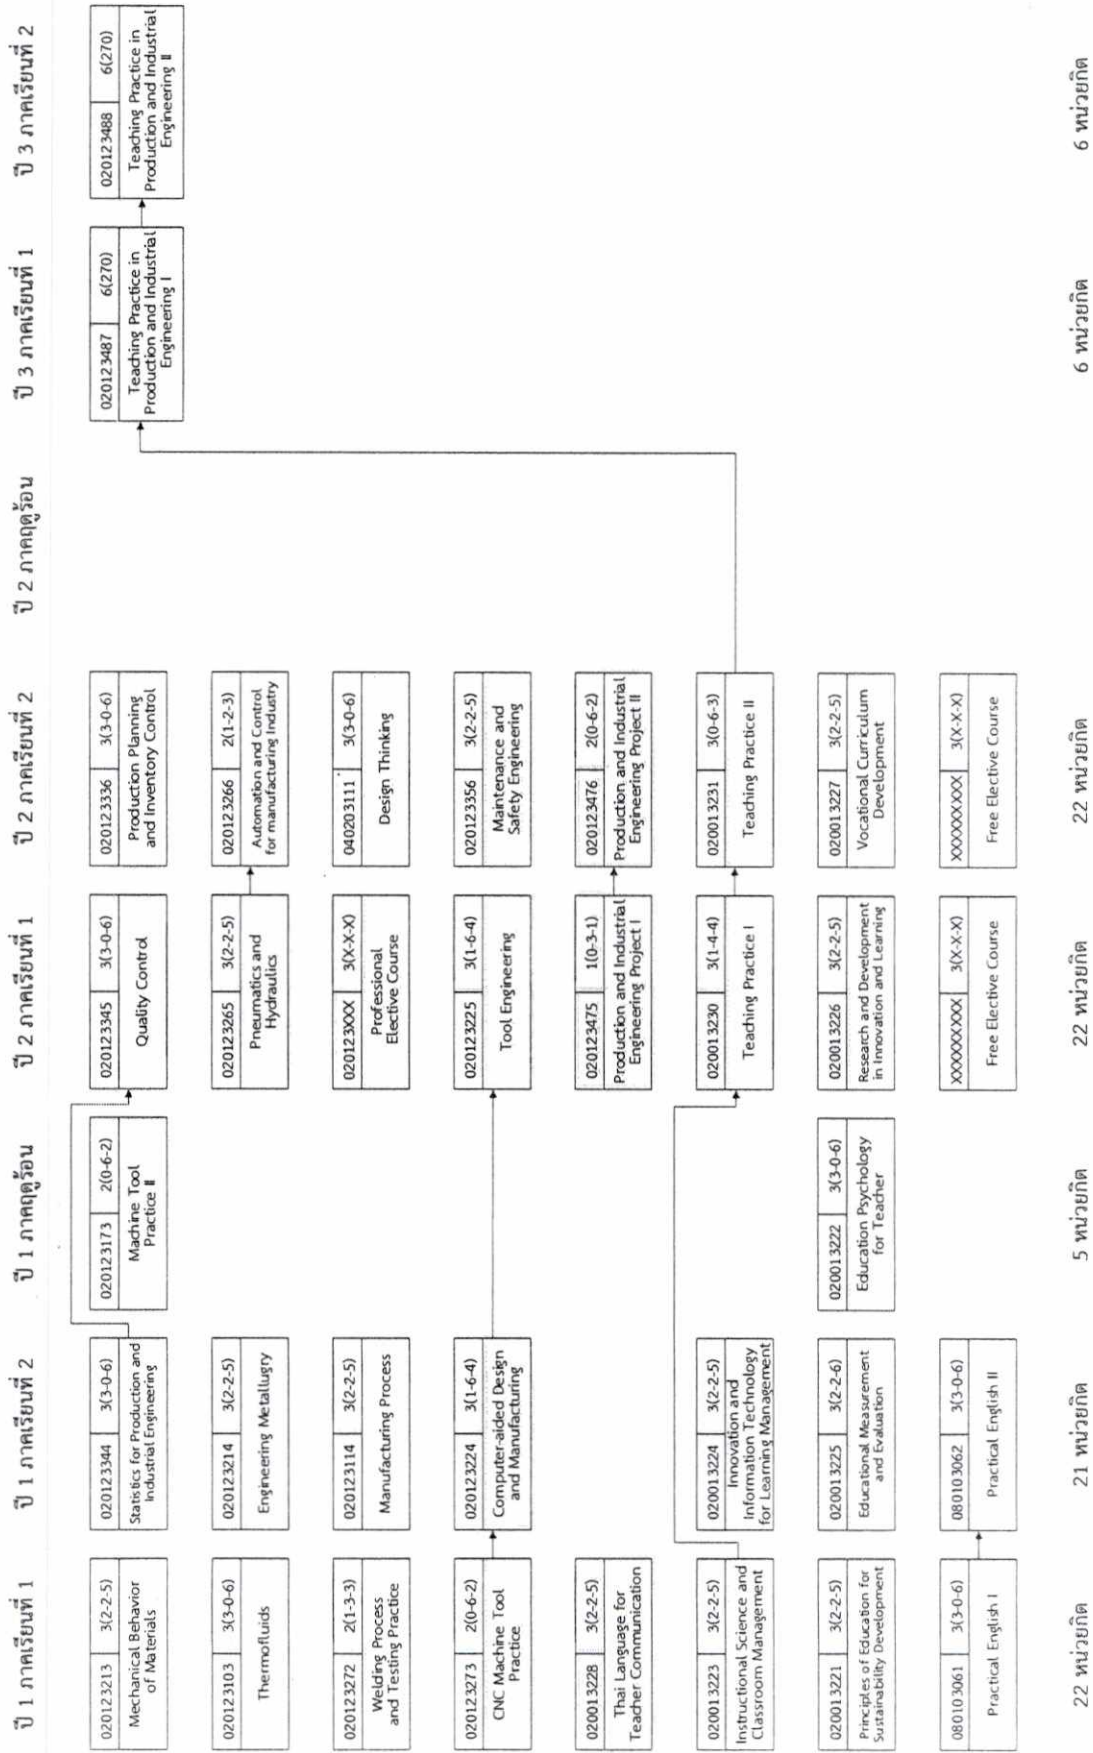 ปี 1 ภาคเรียนที่ 1
020123213 3(2-2-5)
Mechanical Behavior
of Materials
020123103 3(3-0-6)
Thermofluids
020123272 2(1-3-3)
Welding Process
and Testing Practice
020123273 2(0-6-2)
CNC Machine Tool
Practice
020013228 3(2-2-5)
Thai Language for
Teacher Communication
020013223 3(2-2-5)
Instructional Science and
Classroom Management
020013221 3(2-2-5)
Principles of Education for
Sustainability Development
080103061 3(3-0-6)
Practical English I
22 หน่วยกิต
ปี 1 ภาคเรียนที่ 2
020123344 3(3-0-6)
Statistics for Production and
Industrial Engineering
020123214 3(2-2-5)
Engineering Metallugry
020123114 3(2-2-5)
Manufacturing Process
020123224 3(1-6-4)
Computer-aided Design
and Manufacturing
020013224 3(2-2-5)
Innovation and
Information Technology
for Learning Management
020013225 3(2-2-6)
Educational Measurement
and Evaluation
080103062 3(3-0-6)
Practical English II
21 หน่วยกิต
ปี 1 ภาคฤดูร้อน
020123173 2(0-6-2)
Machine Tool
Practice II
020013222 3(3-0-6)
Education Psychology
for Teacher
5 หน่วยกิต
ปี 2 ภาคเรียนที่ 1
020123345 3(3-0-6)
Quality Control
020123265 3(2-2-5)
Pneumatics and
Hydraulics
020123XXX 3(X-X-X)
Professional
Elective Course
020123225 3(1-6-4)
Tool Engineering
020123475 1(0-3-1)
Production and Industrial
Engineering Project I
020013230 3(1-4-4)
Teaching Practice I
020013226 3(2-2-5)
Research and Development
in Innovation and Learning
XXXXXXXXX 3(X-X-X)
Free Elective Course
22 หน่วยกิต
ปี 2 ภาคเรียนที่ 2
020123336 3(3-0-6)
Production Planning
and Inventory Control
020123266 2(1-2-3)
Automation and Control
for manufacturing Industry
040203111 3(3-0-6)
Design Thinking
020123356 3(2-2-5)
Maintenance and
Safety Engineering
020123476 2(0-6-2)
Production and Industrial
Engineering Project II
020013231 3(0-6-3)
Teaching Practice II
020013227 3(2-2-5)
Vocational Curriculum
Development
XXXXXXXXX 3(X-X-X)
Free Elective Course
22 หน่วยกิต
ปี 2 ภาคฤดูร้อน
ปี 3 ภาคเรียนที่ 1
020123487 6(270)
Teaching Practice in
Production and Industrial
Engineering I
6 หน่วยกิต
ปี 3 ภาคเรียนที่ 2
020123488 6(270)
Teaching Practice in
Production and Industrial
Engineering II
6 หน่วยกิต